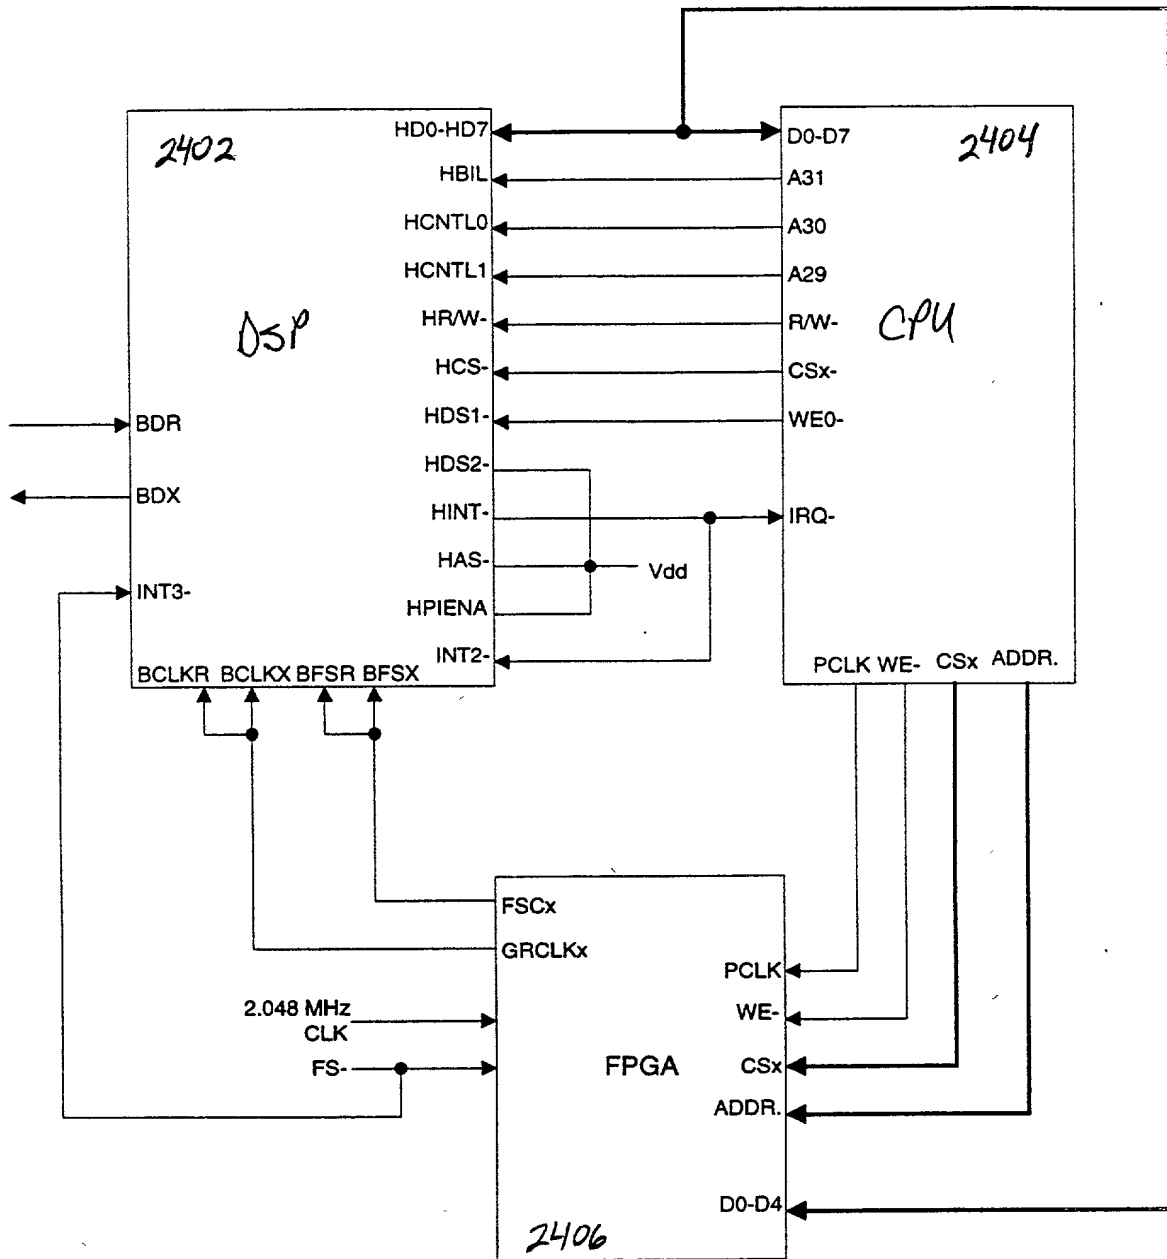 2402
DSP
HD0-HD7
HBIL
HCNTL0
HCNTL1
HR/W-
HCS-
HDS1-
HDS2-
HINT-
HAS-
HPIENA
INT2-
BDR
BDX
INT3-
BCLKR BCLKX BFSR BFSX
Vdd
2404
CPU
D0-D7
A31
A30
A29
R/W-
CSx-
WE0-
IRQ-
PCLK WE- CSx ADDR.
FSCx
GRCLKx
2.048 MHz
CLK
FS-
FPGA
PCLK
WE-
CSx
ADDR.
D0-D4
2406